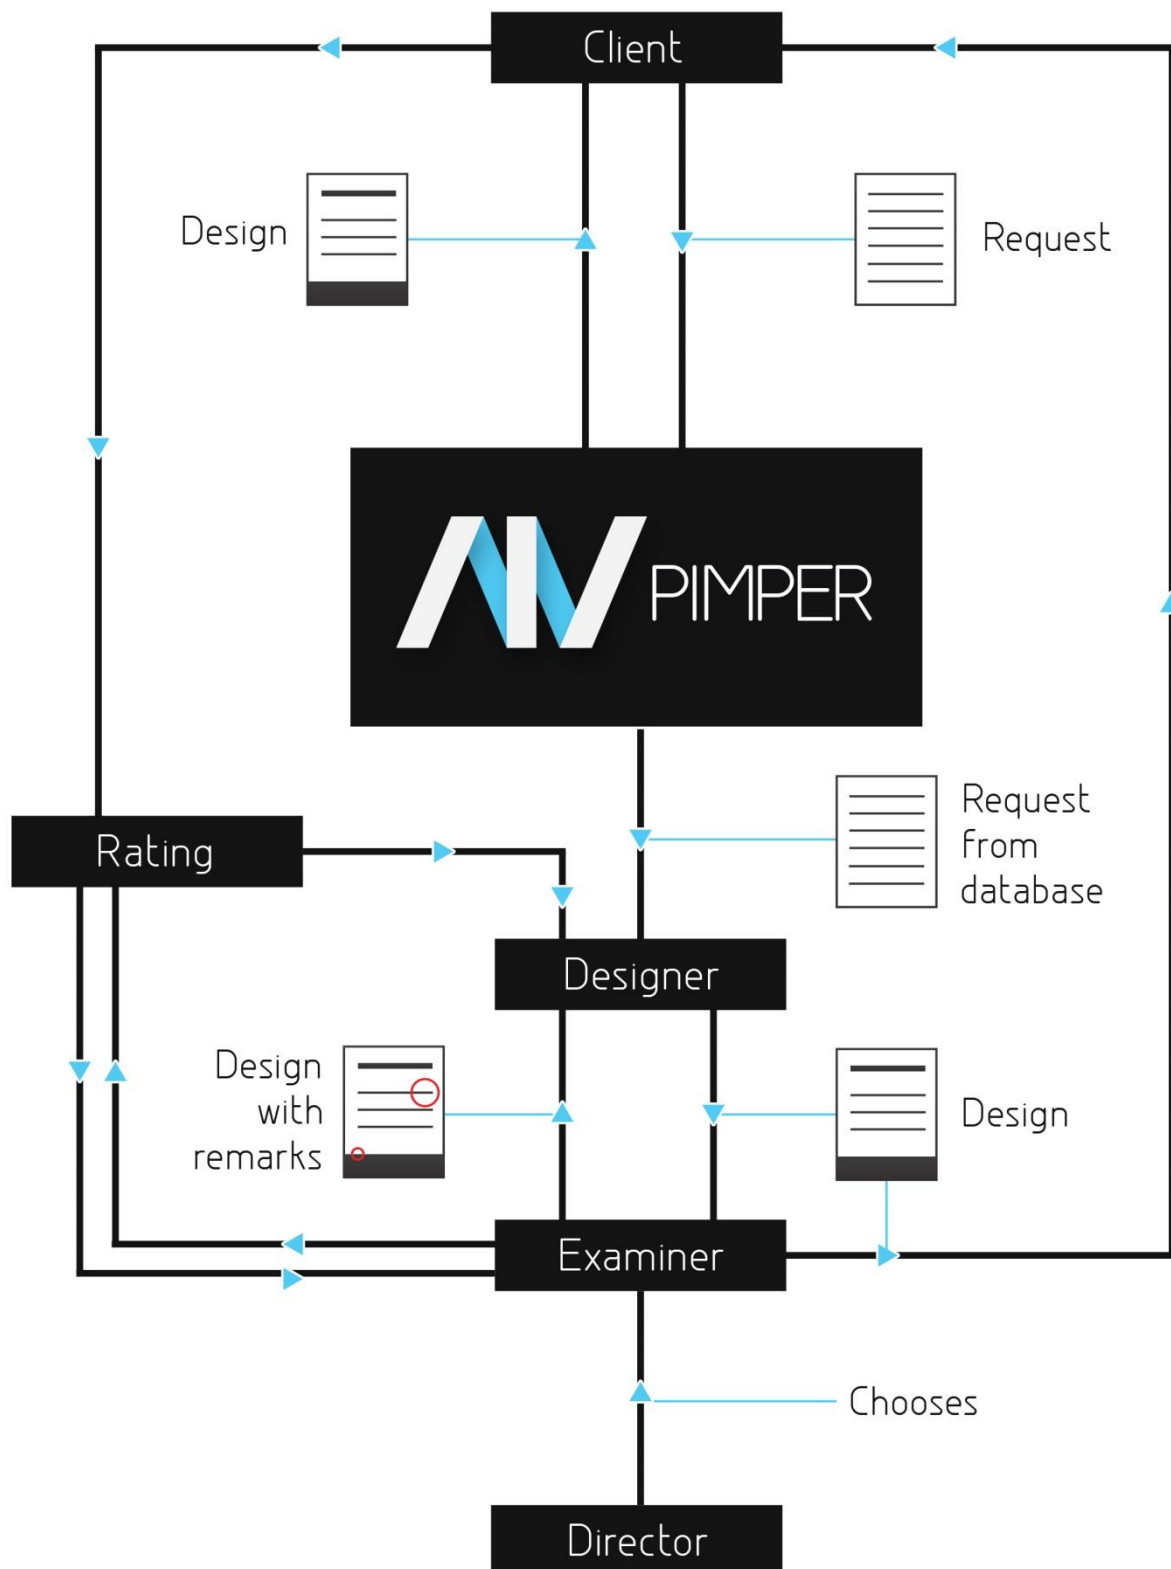 Client
Design
Request
PIMPER
Request
from
database
Rating
Designer
Design
with
remarks
Design
Examiner
Chooses
Director